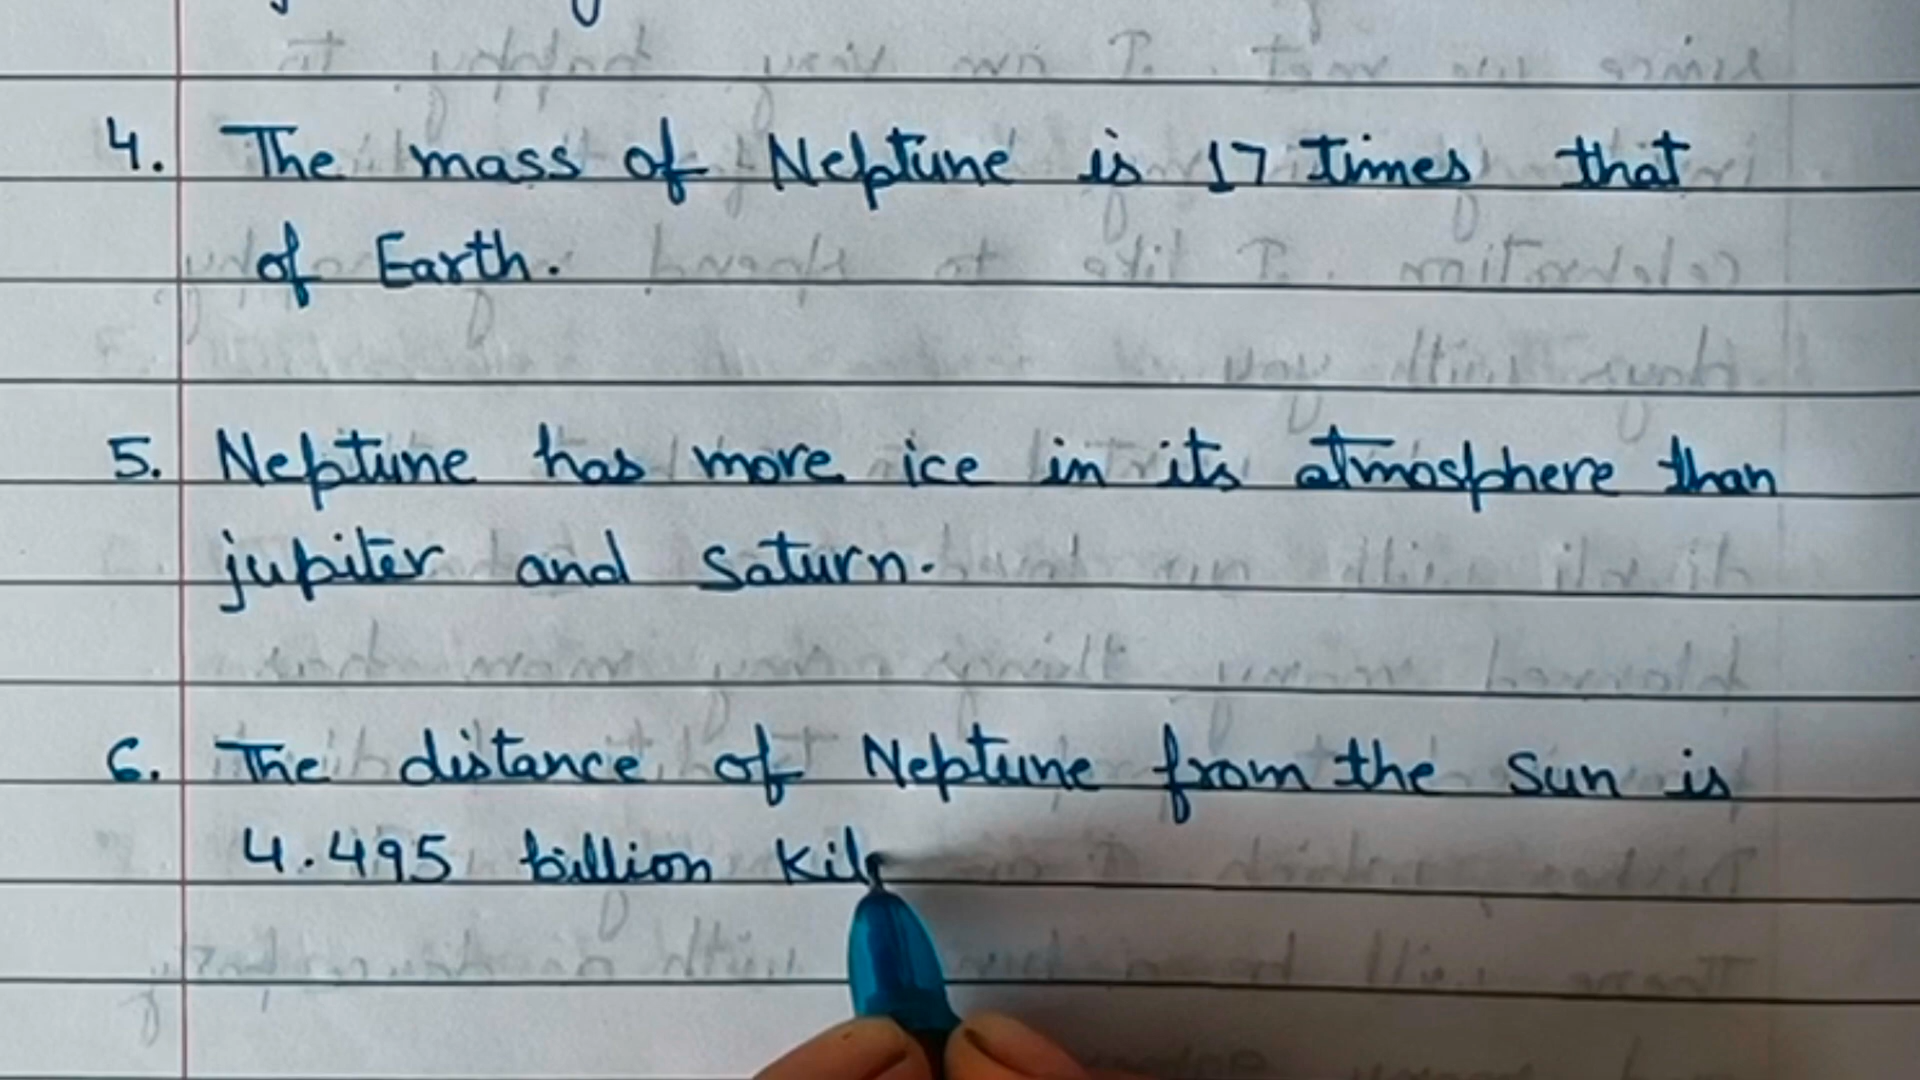 4. The mass of Neptune is 17 times that
of Earth.
5. Neptune has more ice in its atmosphere than
jupiter and saturn.
6. The distance of Neptune from the sun is
4.495 billion Kilo